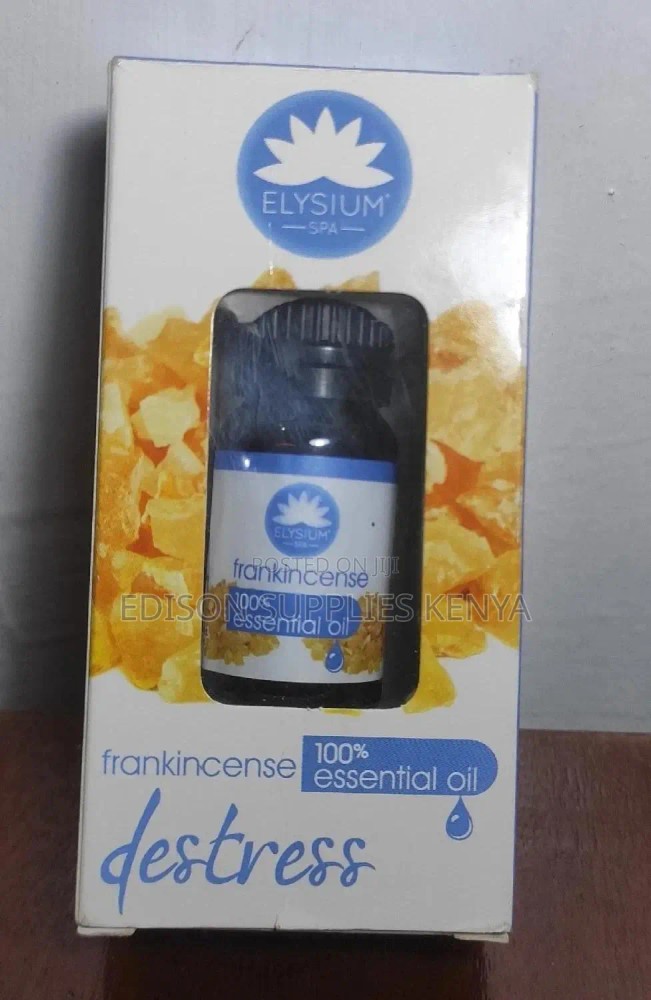 ELYSIUM
SPA
ELYSIUM
SPA
POSTED ON JIJI
frankincense
EDISON SUPPLIES KENYA
100%
essential oil
frankincense
100%
essential oil
destress